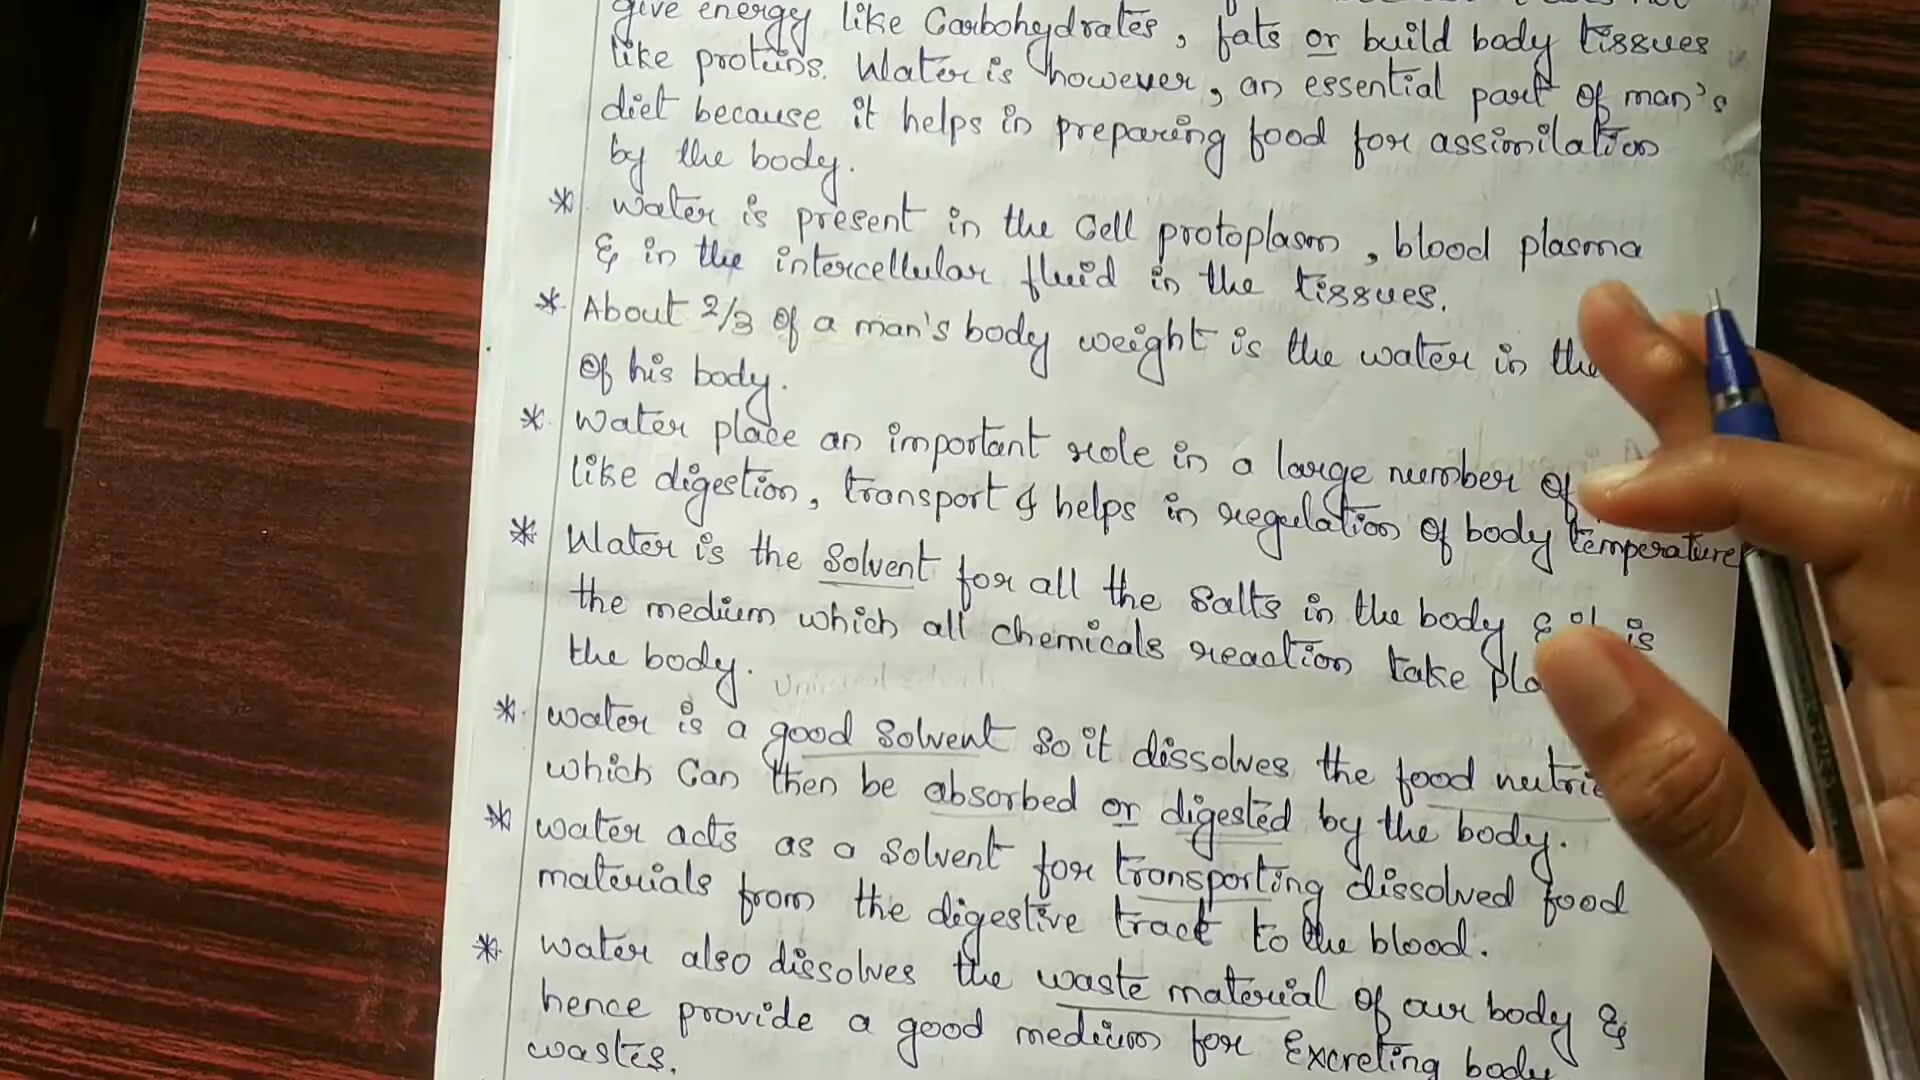 give energy like Carbohydrates, fats or build body tissues
like proteins. Water is however, an essential part of man's
diet because it helps in preparing food for assimilation
by the body.
* water is present in the Cell protoplasm, blood plasma
& in the intercellular fluid in the tissues.
* About 2/3 of a man's body weight is the water in the
of his body.
* Water place an important role in a large number of
like digestion, transport & helps in regulation of body temperature
* Water is the Solvent for all the Salts in the body & is
the medium which all chemicals reaction take
the body.
* water is a good solvent so it dissolves the food
which Can then be absorbed or digested by the body.
* water acts as a solvent for transporting dissolved food
materials from the digestive tract to the blood.
* water also dissolves the waste material of our body &
hence provide a good medium for Excreting body
wastes.